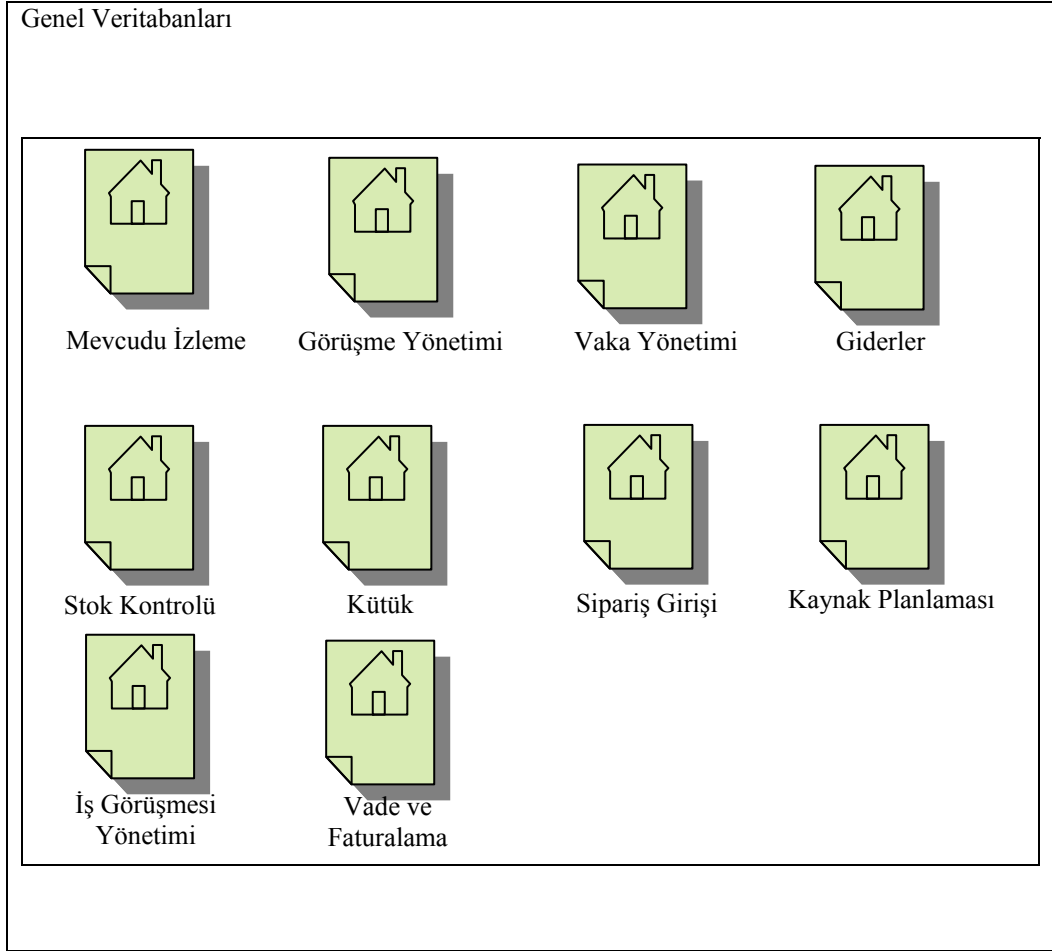 Genel Veritabanları
Mevcudu İzleme
Görüşme Yönetimi
Vaka Yönetimi
Giderler
Stok Kontrolü
Kütük
Sipariş Girişi
Kaynak Planlaması
İş Görüşmesi
Yönetimi
Vade ve
Faturalama